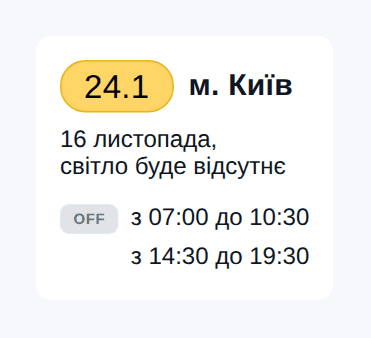 24.1 м. Київ
16 листопада,
світло буде відсутнє
OFF з 07:00 до 10:30
з 14:30 до 19:30